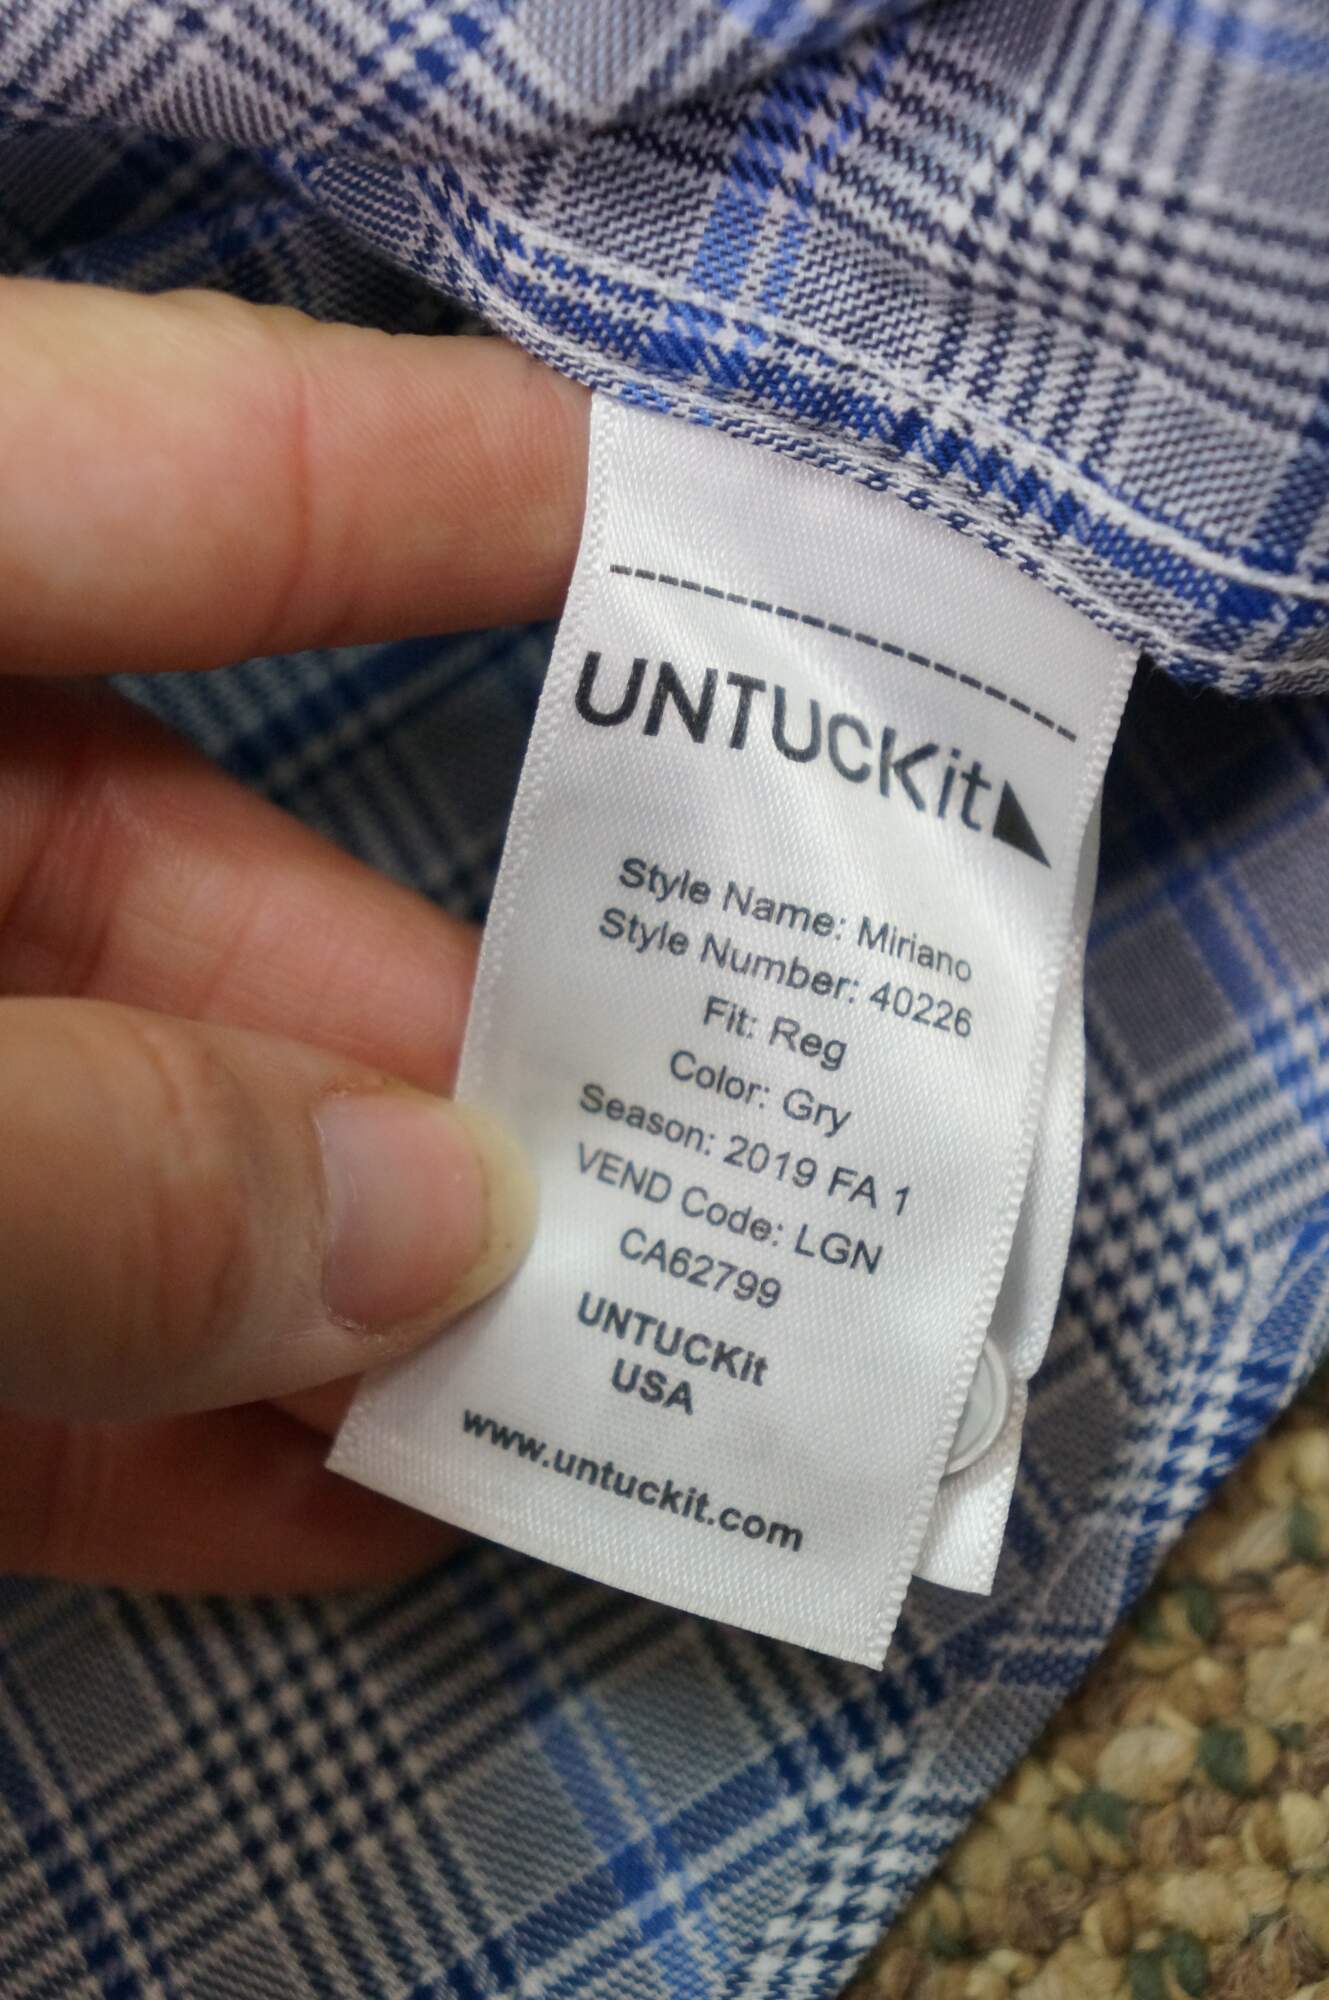 UNTUCKit
Style Name: Miriano
Style Number: 40226
Fit: Reg
Color: Gry
Season: 2019 FA 1
VEND Code: LGN
CA62799
UNTUCKit
USA
www.untuckit.com